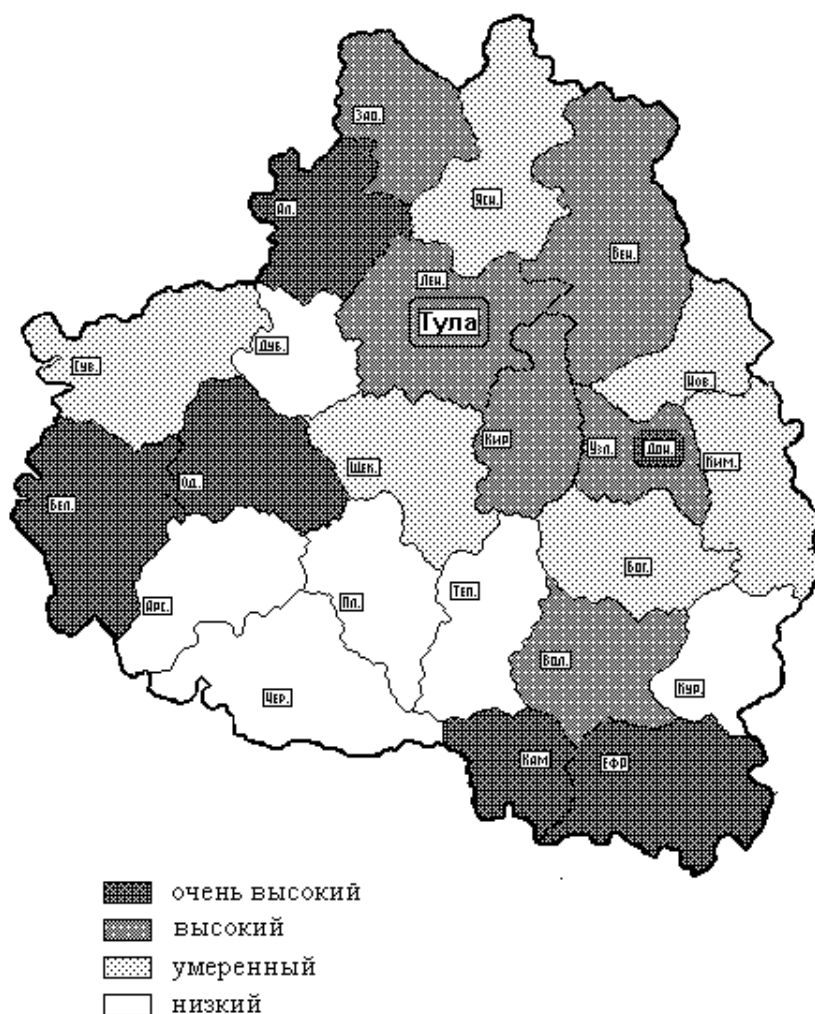 Зао.
Ал.
Ясн.
Вен.
Лен.
Тула
Сув.
Дуб.
Нов.
Щек.
Кир
Узл.
Дон.
Ким.
Бел.
Од.
Арс.
Пл.
Теп.
Бог.
Чер.
Вол.
Кур.
Кам
ЕФР
очень высокий
высокий
умеренный
низкий